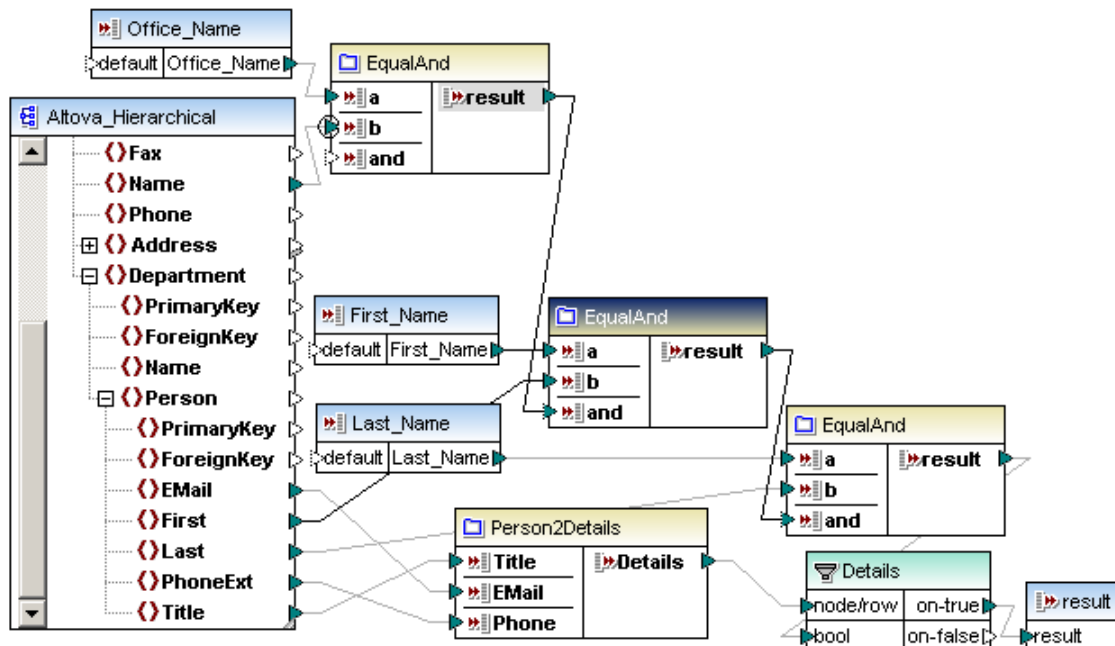 Office_Name
default Office_Name
EqualAnd
a result
b
and
Altova_Hierarchical
Fax
Name
Phone
Address
Department
PrimaryKey
ForeignKey
Name
Person
PrimaryKey
ForeignKey
EMail
First
Last
PhoneExt
Title
First_Name
default First_Name
EqualAnd
a result
b
and
Last_Name
default Last_Name
EqualAnd
a result
b
and
Person2Details
Title Details
EMail
Phone
Details
node/row on-true
bool on-false
result
result